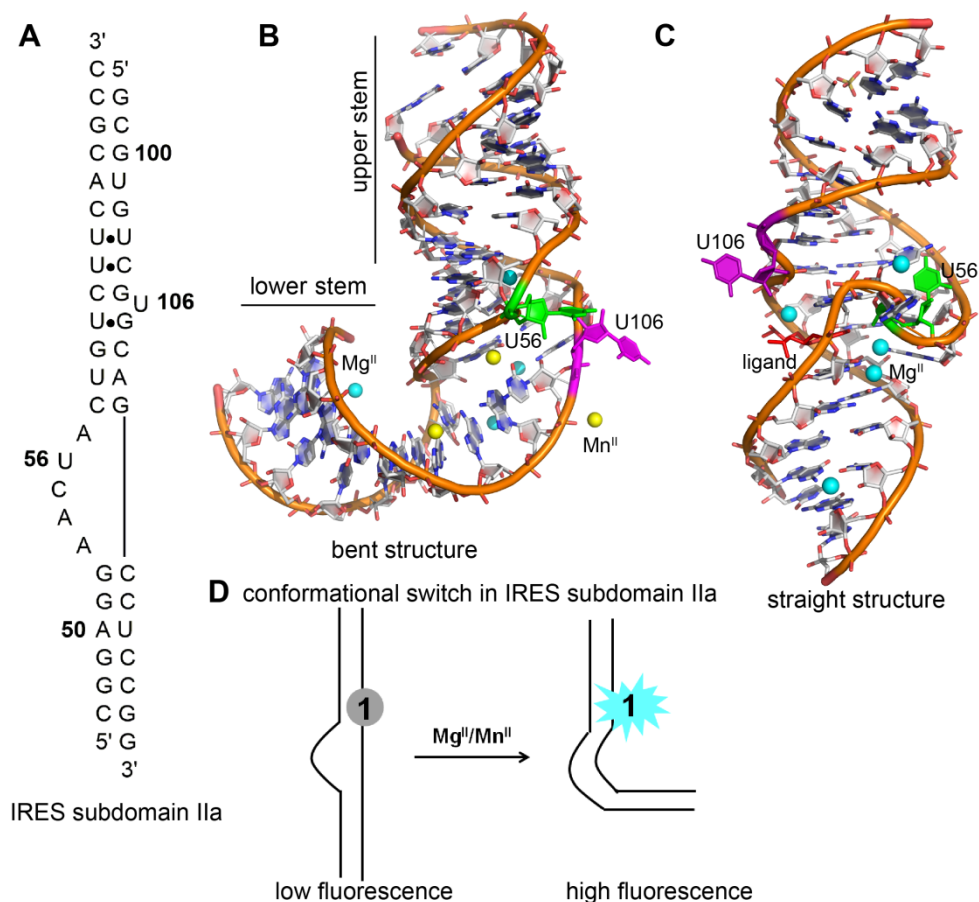 A
3'
C 5'
C G
G C
C G 100
A U
C G
U•U
U•C
C G U 106
U•G
G C
U A
C G
A
56 U
C
A
A
G C
G C
50 A U
G C
G C
C G
5' G
3'
IRES subdomain IIa
B
upper stem
lower stem
Mg^II
U56
U106
Mn^II
bent structure
C
U106
U56
ligand
Mg^II
straight structure
D conformational switch in IRES subdomain IIa
1
Mg^II/Mn^II
1
low fluorescence
high fluorescence